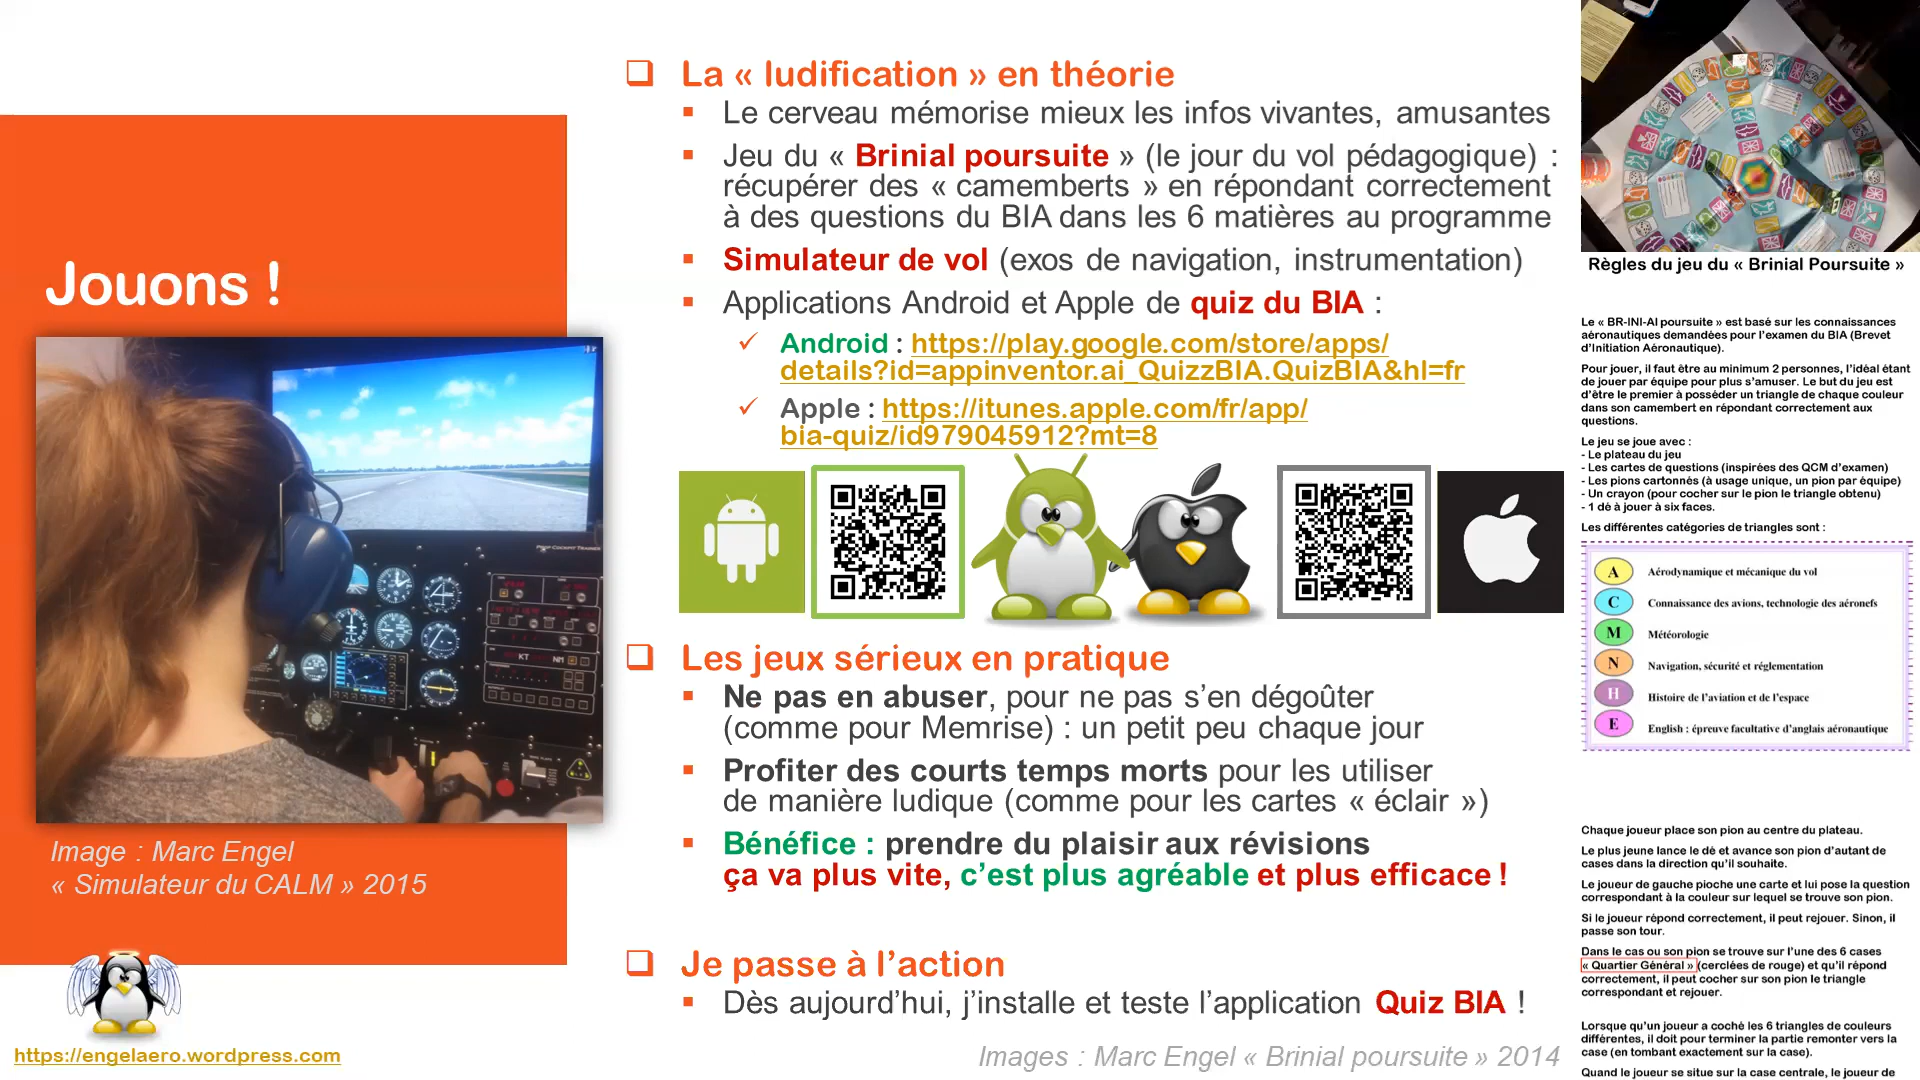 Jouons !
Image : Marc Engel
« Simulateur du CALM » 2015
https://engelaero.wordpress.com
La « ludification » en théorie
Le cerveau mémorise mieux les infos vivantes, amusantes
Jeu du « Brinial poursuite » (le jour du vol pédagogique) :
récupérer des « camemberts » en répondant correctement
à des questions du BIA dans les 6 matières au programme
Simulateur de vol (exos de navigation, instrumentation)
Applications Android et Apple de quiz du BIA :
Android : https://play.google.com/store/apps/
details?id=appinventor.ai_QuizzBIA.QuizBIA&hl=fr
Apple : https://itunes.apple.com/fr/app/
bia-quiz/id979045912?mt=8
Les jeux sérieux en pratique
Ne pas en abuser, pour ne pas s’en dégoûter
(comme pour Memrise) : un petit peu chaque jour
Profiter des courts temps morts pour les utiliser
de manière ludique (comme pour les cartes « éclair »)
Bénéfice : prendre du plaisir aux révisions
ça va plus vite, c’est plus agréable et plus efficace !
Je passe à l’action
Dès aujourd’hui, j’installe et teste l’application Quiz BIA !
Images : Marc Engel « Brinial poursuite » 2014
Règles du jeu du « Brinial Poursuite »
Le « BR-INI-AI poursuite » est basé sur les connaissances
aéronautiques demandées pour l’examen du BIA (Brevet
d’Initiation Aéronautique).
Pour jouer, il faut être au minimum 2 personnes, l’idéal étant
de jouer par équipe pour plus s’amuser. Le but du jeu est
d’être le premier à posséder un triangle de chaque couleur
dans son camembert en répondant correctement aux
questions.
Le jeu se joue avec :
- Le plateau du jeu
- Les cartes de questions (inspirées des QCM d’examen)
- Les pions cartonnés (à usage unique, un pion par équipe)
- Un crayon (pour cocher sur le pion le triangle obtenu)
- 1 dé à jouer à six faces.
Les différentes catégories de triangles sont :
A Aérodynamique et mécanique du vol
C Connaissance des avions, technologie des aéronefs
M Météorologie
N Navigation, sécurité et réglementation
H Histoire de l’aviation et de l’espace
E English : épreuve facultative d’anglais aéronautique
Chaque joueur place son pion au centre du plateau.
Le plus jeune lance le dé et avance son pion d’autant de
cases dans la direction qu’il souhaite.
Le joueur de gauche pioche une carte et lui pose la question
correspondant à la couleur sur lequel se trouve son pion.
Si le joueur répond correctement, il peut rejouer. Sinon, il
passe son tour.
Dans le cas ou son pion se trouve sur l’une des 6 cases
« Quartier Général » (cerclées de rouge) et qu’il répond
correctement, il peut cocher sur son pion le triangle
correspondant et rejouer.
Lorsque qu’un joueur a coché les 6 triangles de couleurs
différentes, il doit pour terminer la partie remonter vers la
case (en tombant exactement sur la case).
Quand le joueur se situe sur la case centrale, le joueur de